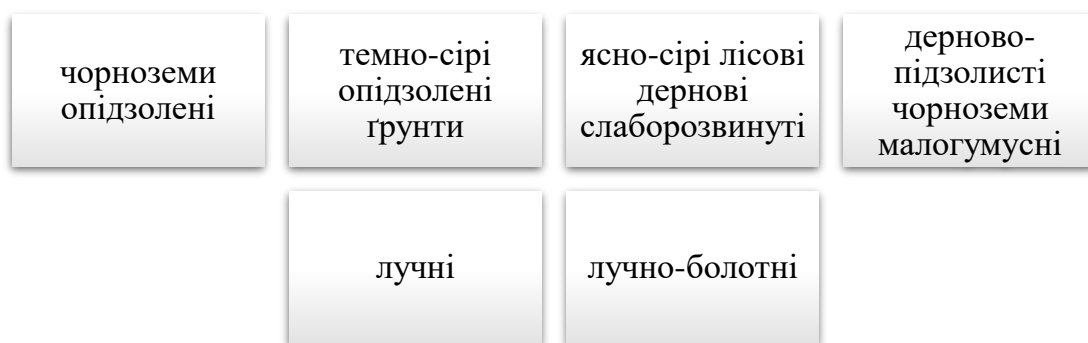 чорноземи
опідзолені
темно-сірі
опідзолені
ґрунти
ясно-сірі лісові
дернові
слаборозвинуті
дерново-
підзолисті
чорноземи
малогумусні
лучні
лучно-болотні